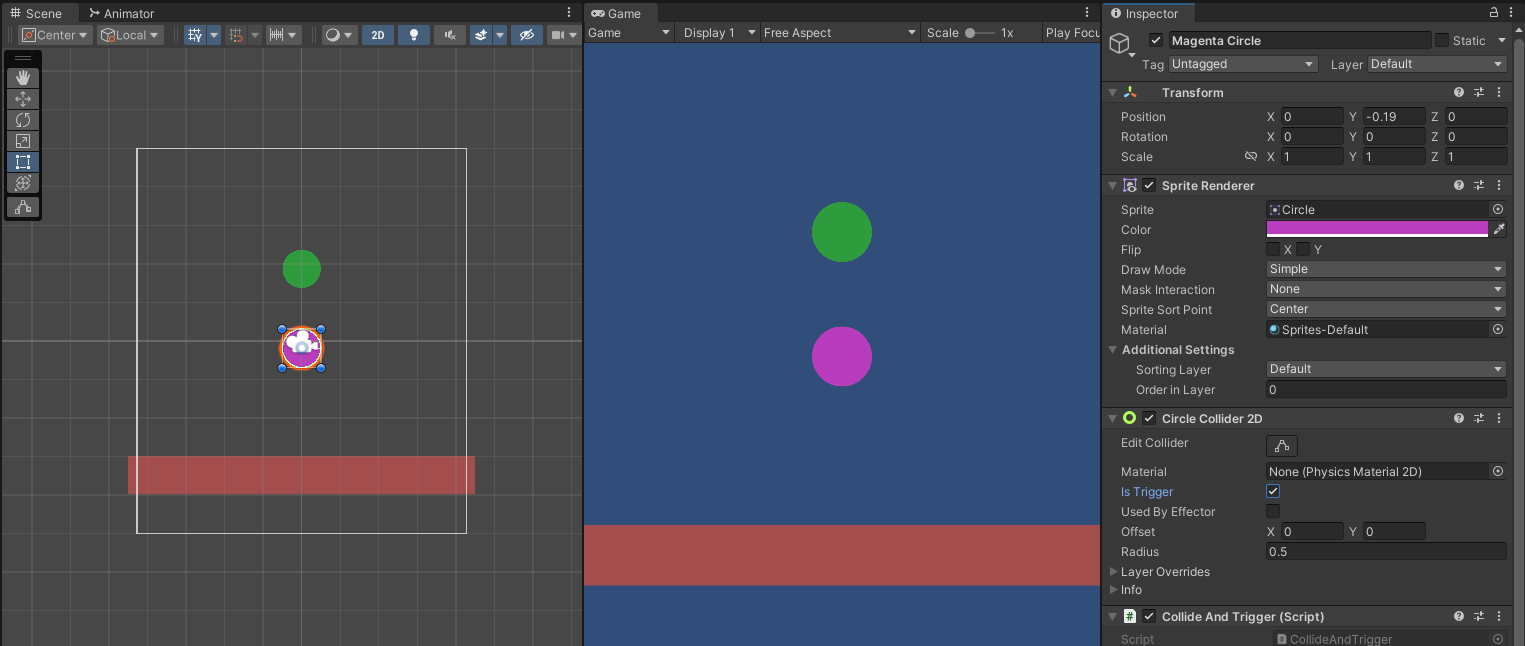 Scene Animator
Center Local 2D
Game
Game Display 1 Free Aspect Scale 1x Play Focu
Inspector
Magenta Circle Static
Tag Untagged Layer Default
Transform
Position X 0 Y -0.19 Z 0
Rotation X 0 Y 0 Z 0
Scale X 1 Y 1 Z 1
Sprite Renderer
Sprite Circle
Color
Flip X Y
Draw Mode Simple
Mask Interaction None
Sprite Sort Point Center
Material Sprites-Default
Additional Settings
Sorting Layer Default
Order in Layer 0
Circle Collider 2D
Edit Collider
Material None (Physics Material 2D)
Is Trigger
Used By Effector
Offset X 0 Y 0
Radius 0.5
Layer Overrides
Info
# Collide And Trigger (Script)
Script # CollideAndTrigger